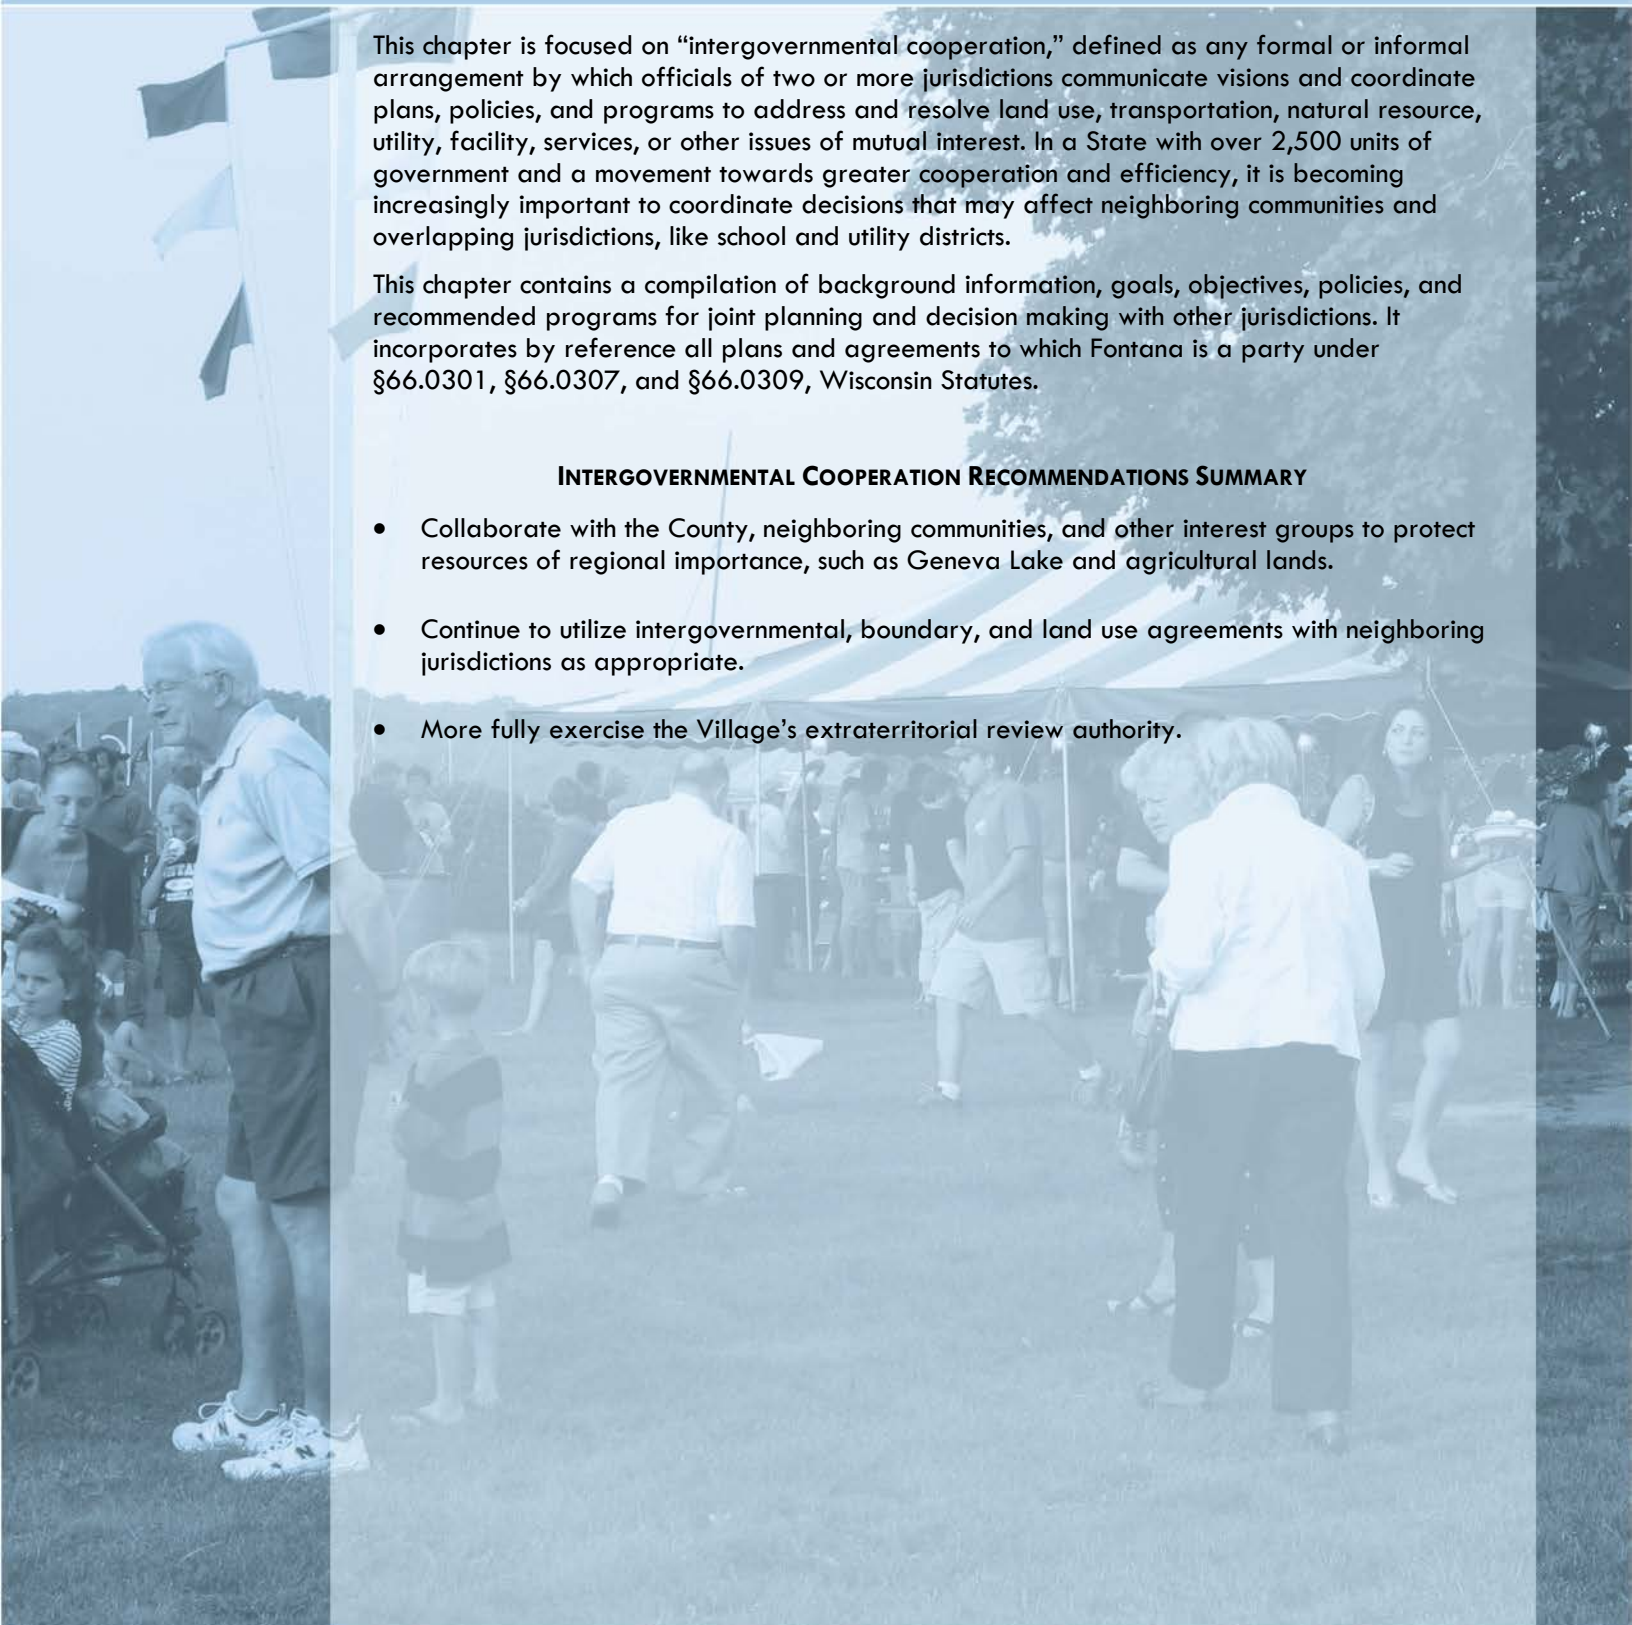 This chapter is focused on “intergovernmental cooperation,” defined as any formal or informal
arrangement by which officials of two or more jurisdictions communicate visions and coordinate
plans, policies, and programs to address and resolve land use, transportation, natural resource,
utility, facility, services, or other issues of mutual interest. In a State with over 2,500 units of
government and a movement towards greater cooperation and efficiency, it is becoming
increasingly important to coordinate decisions that may affect neighboring communities and
overlapping jurisdictions, like school and utility districts.
This chapter contains a compilation of background information, goals, objectives, policies, and
recommended programs for joint planning and decision making with other jurisdictions. It
incorporates by reference all plans and agreements to which Fontana is a party under
§66.0301, §66.0307, and §66.0309, Wisconsin Statutes.
INTERGOVERNMENTAL COOPERATION RECOMMENDATIONS SUMMARY
• Collaborate with the County, neighboring communities, and other interest groups to protect
resources of regional importance, such as Geneva Lake and agricultural lands.
• Continue to utilize intergovernmental, boundary, and land use agreements with neighboring
jurisdictions as appropriate.
• More fully exercise the Village’s extraterritorial review authority.